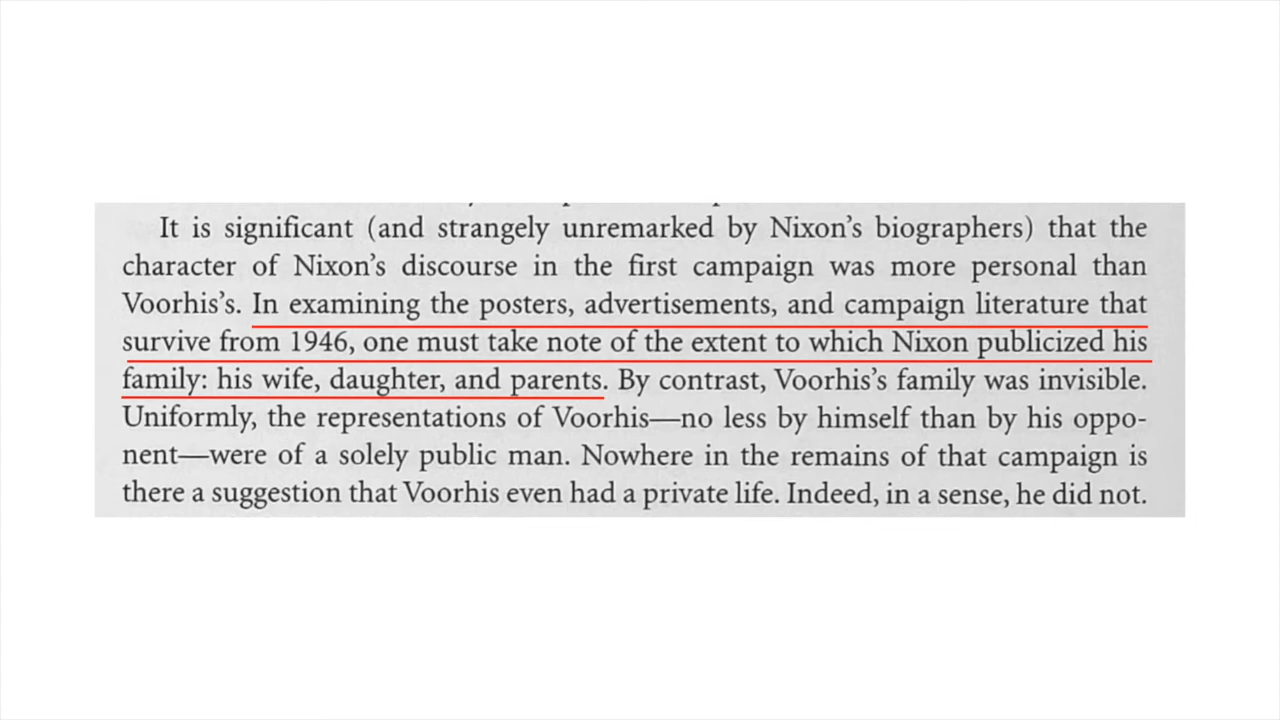 It is significant (and strangely unremarked by Nixon’s biographers) that the
character of Nixon’s discourse in the first campaign was more personal than
Voorhis’s. In examining the posters, advertisements, and campaign literature that
survive from 1946, one must take note of the extent to which Nixon publicized his
family: his wife, daughter, and parents. By contrast, Voorhis’s family was invisible.
Uniformly, the representations of Voorhis—no less by himself than by his oppo-
nent—were of a solely public man. Nowhere in the remains of that campaign is
there a suggestion that Voorhis even had a private life. Indeed, in a sense, he did not.